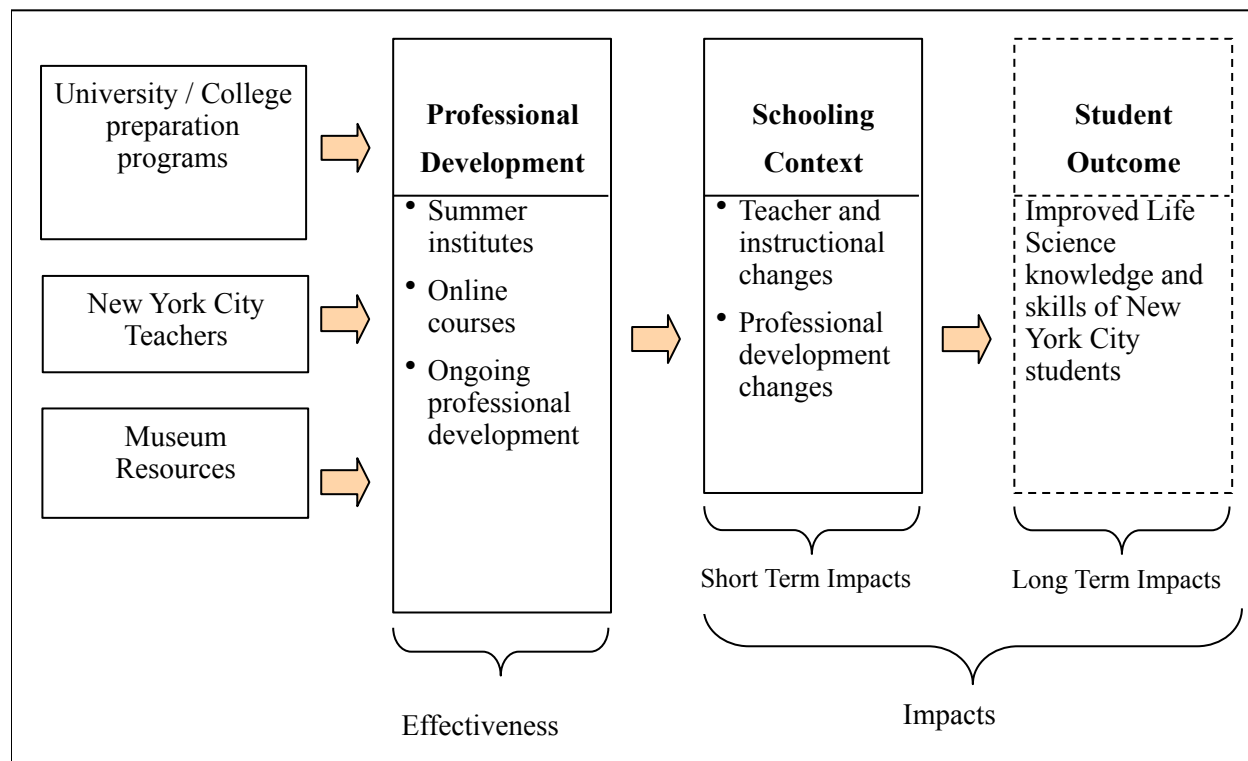 University / College
preparation
programs
New York City
Teachers
Museum
Resources
Professional
Development
• Summer
institutes
• Online
courses
• Ongoing
professional
development
Effectiveness
Schooling
Context
• Teacher and
instructional
changes
• Professional
development
changes
Short Term Impacts
Student
Outcome
Improved Life
Science
knowledge and
skills of New
York City
students
Long Term Impacts
Impacts